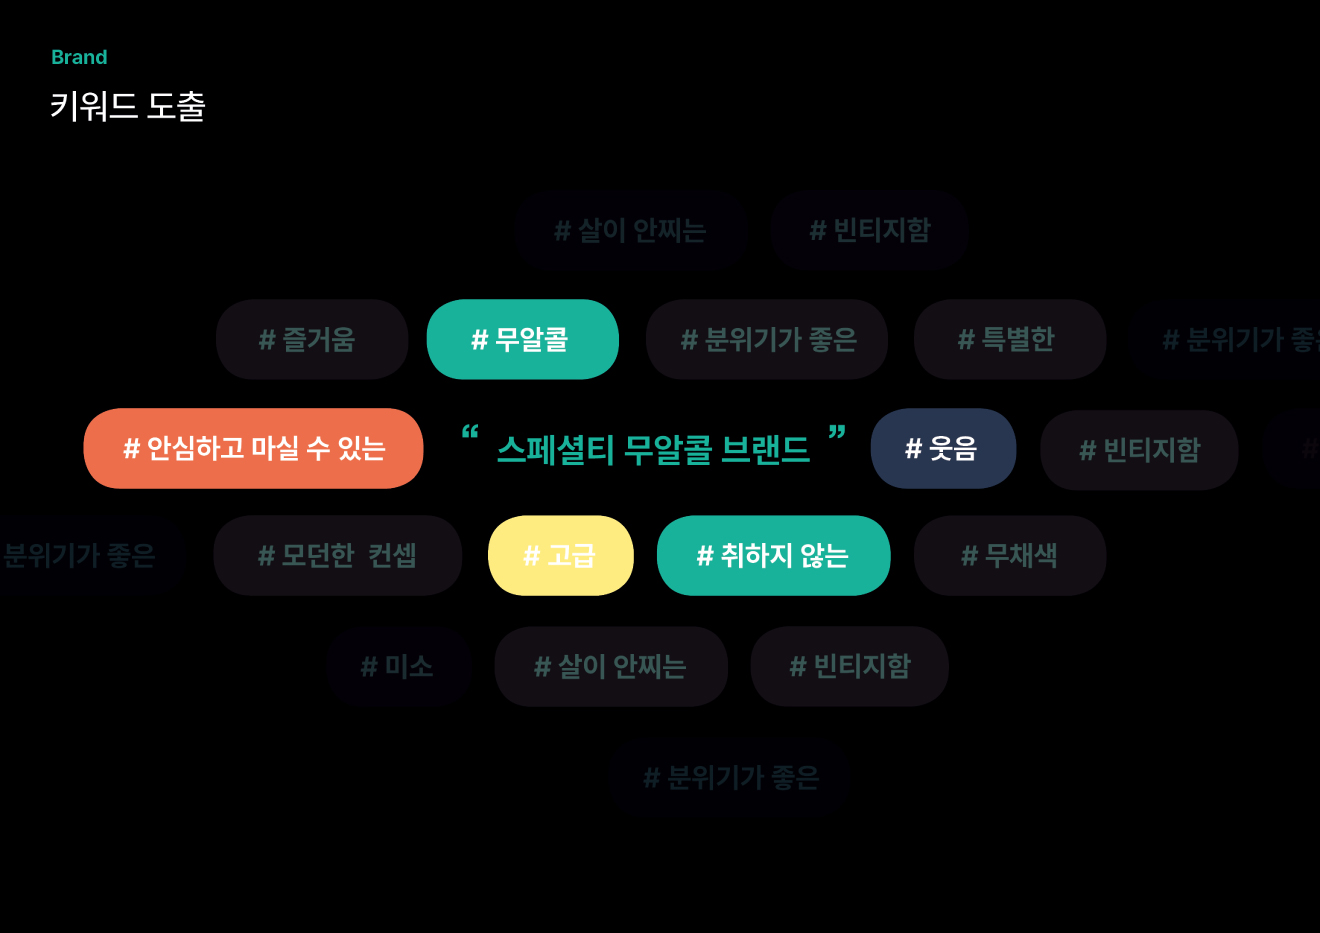 Brand
키워드 도출
# 살이 안찌는 # 빈티지함
# 즐거움 # 무알콜 # 분위기가 좋은 # 특별한 # 분위기가 좋은
# 안심하고 마실 수 있는 “ 스페셜티 무알콜 브랜드 ” # 웃음 # 빈티지함 #
분위기가 좋은 # 모던한 컨셉 # 고급 # 취하지 않는 # 무채색
# 미소 # 살이 안찌는 # 빈티지함
# 분위기가 좋은